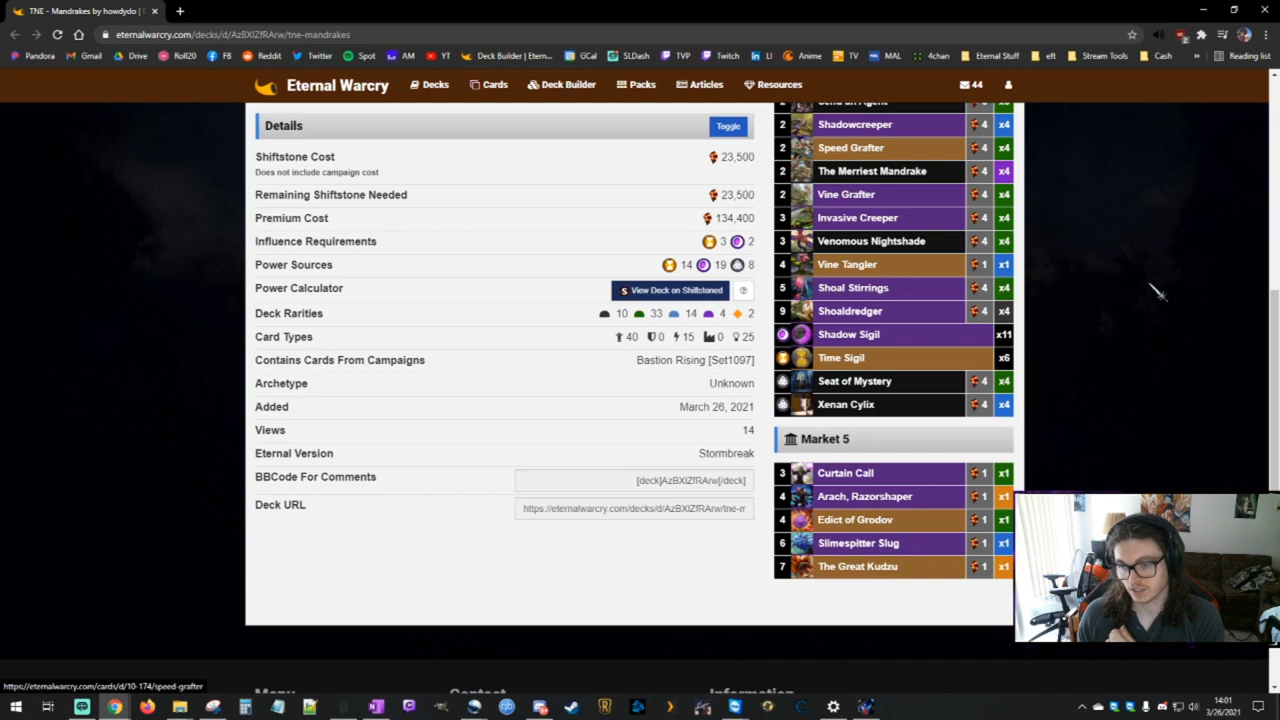 TNE - Mandrakes by howdydo |
eternalwarcry.com/decks/d/AzBXlZfRArw/tne-mandrakes
Pandora Gmail Drive Roll20 FB Reddit Twitter Spot AM YT Deck Builder | Etern... GCal SLDash TVP Twitch LI Anime TV MAL 4chan Eternal Stuff eft Stream Tools Cash » Reading list
Eternal Warcry Decks Cards Deck Builder Packs Articles Resources 44
Details Toggle
Shiftstone Cost 23,500
Does not include campaign cost
Remaining Shiftstone Needed 23,500
Premium Cost 134,400
Influence Requirements 3 2
Power Sources 14 19 8
Power Calculator S View Deck on Shiftstoned ?
Deck Rarities 10 33 14 4 2
Card Types 40 0 15 0 25
Contains Cards From Campaigns Bastion Rising [Set1097]
Archetype Unknown
Added March 26, 2021
Views 14
Eternal Version Stormbreak
BBCode For Comments [deck]AzBXlZfRArw[/deck]
Deck URL https://eternalwarcry.com/decks/d/AzBXlZfRArw/tne-m
Send an Agent
2 Shadowcreeper 4 x4
2 Speed Grafter 4 x4
2 The Merriest Mandrake 4 x4
2 Vine Grafter 4 x4
3 Invasive Creeper 4 x4
3 Venomous Nightshade 4 x4
4 Vine Tangler 1 x1
5 Shoal Stirrings 4 x4
9 Shoaldredger 4 x4
Shadow Sigil x11
Time Sigil x6
Seat of Mystery 4 x4
Xenan Cylix 4 x4
Market 5
3 Curtain Call 1 x1
4 Arach, Razorshaper 1 x1
4 Edict of Grodov 1 x1
6 Slimespitter Slug 1 x1
7 The Great Kudzu 1 x1
https://eternalwarcry.com/cards/d/10-174/speed-grafter
Menu Contact Information
14:01
3/26/2021